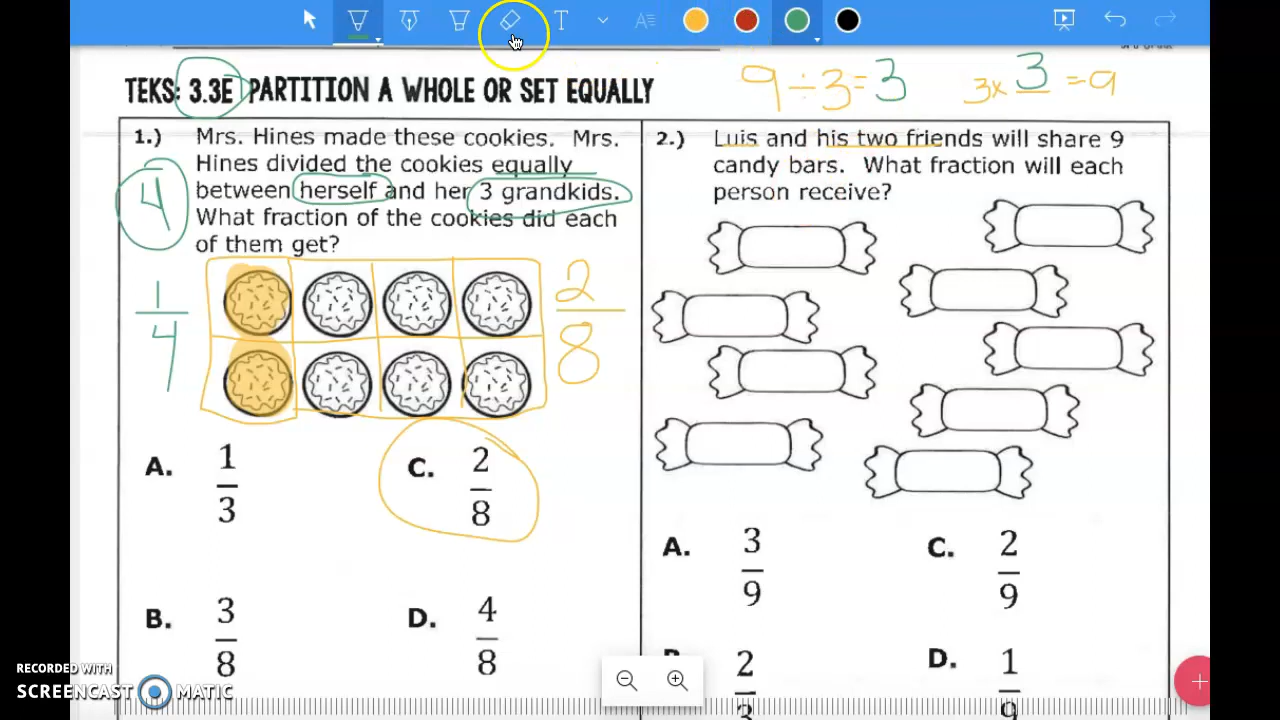 TEKS: 3.3E PARTITION A WHOLE OR SET EQUALLY
9 ÷ 3 = 3
3 x 3 = 9
1.) Mrs. Hines made these cookies. Mrs.
Hines divided the cookies equally
between herself and her 3 grandkids.
What fraction of the cookies did each
of them get?
4
1
4
2
8
A. 1
3
C. 2
8
B. 3
8
D. 4
8
2.) Luis and his two friends will share 9
candy bars. What fraction will each
person receive?
A. 3
9
C. 2
9
2
D. 1
9
RECORDED WITH
SCREENCAST MATIC
T
A